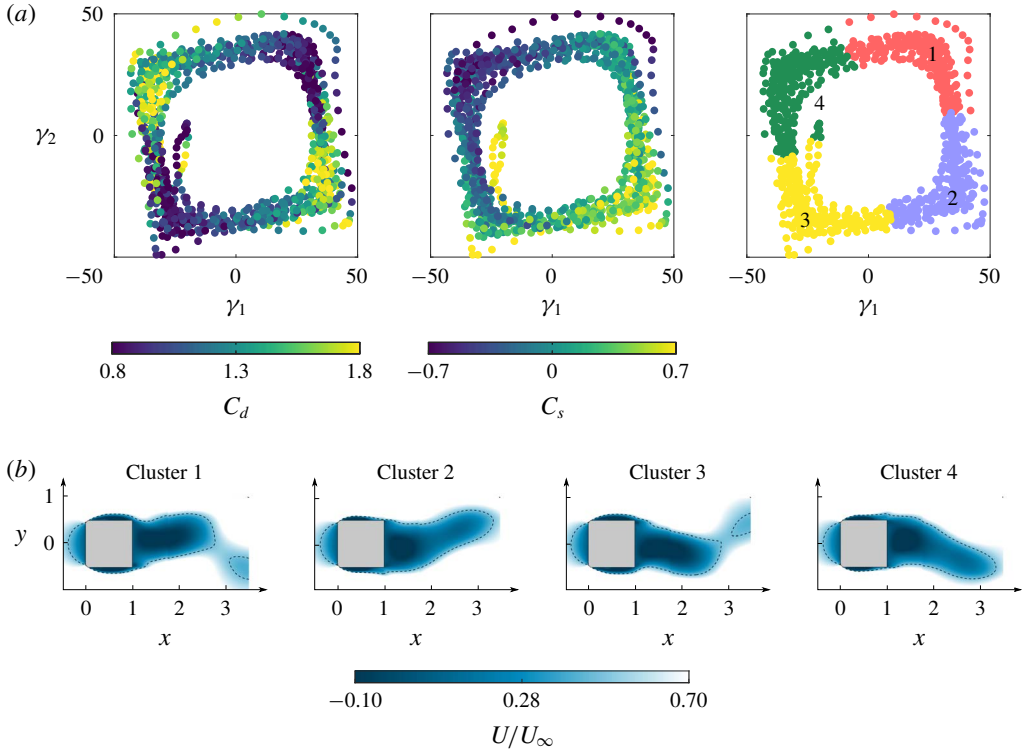 (a)
50
1
4
γ2 0
3
2
−50 0 50 −50 0 50 −50 0 50
γ1 γ1 γ1
0.8 1.3 1.8 −0.7 0 0.7
Cd Cs
(b) Cluster 1 Cluster 2 Cluster 3 Cluster 4
1
y 0
0 1 2 3 0 1 2 3 0 1 2 3 0 1 2 3
x x x x
−0.10 0.28 0.70
U/U∞